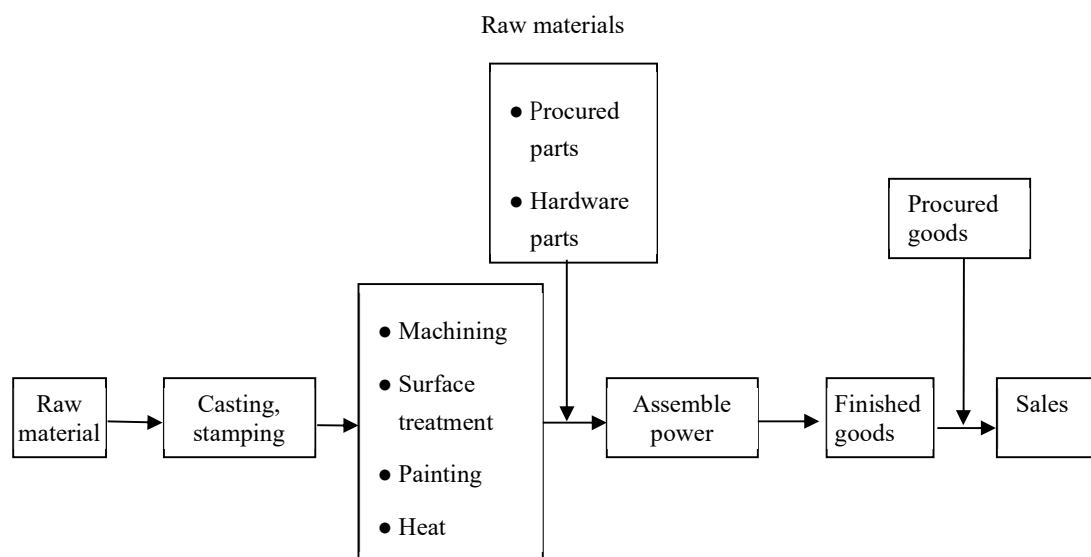 Raw materials
● Procured
parts
● Hardware
parts
Procured
goods
● Machining
● Surface
treatment
● Painting
● Heat
Raw
material
Casting,
stamping
Assemble
power
Finished
goods
Sales